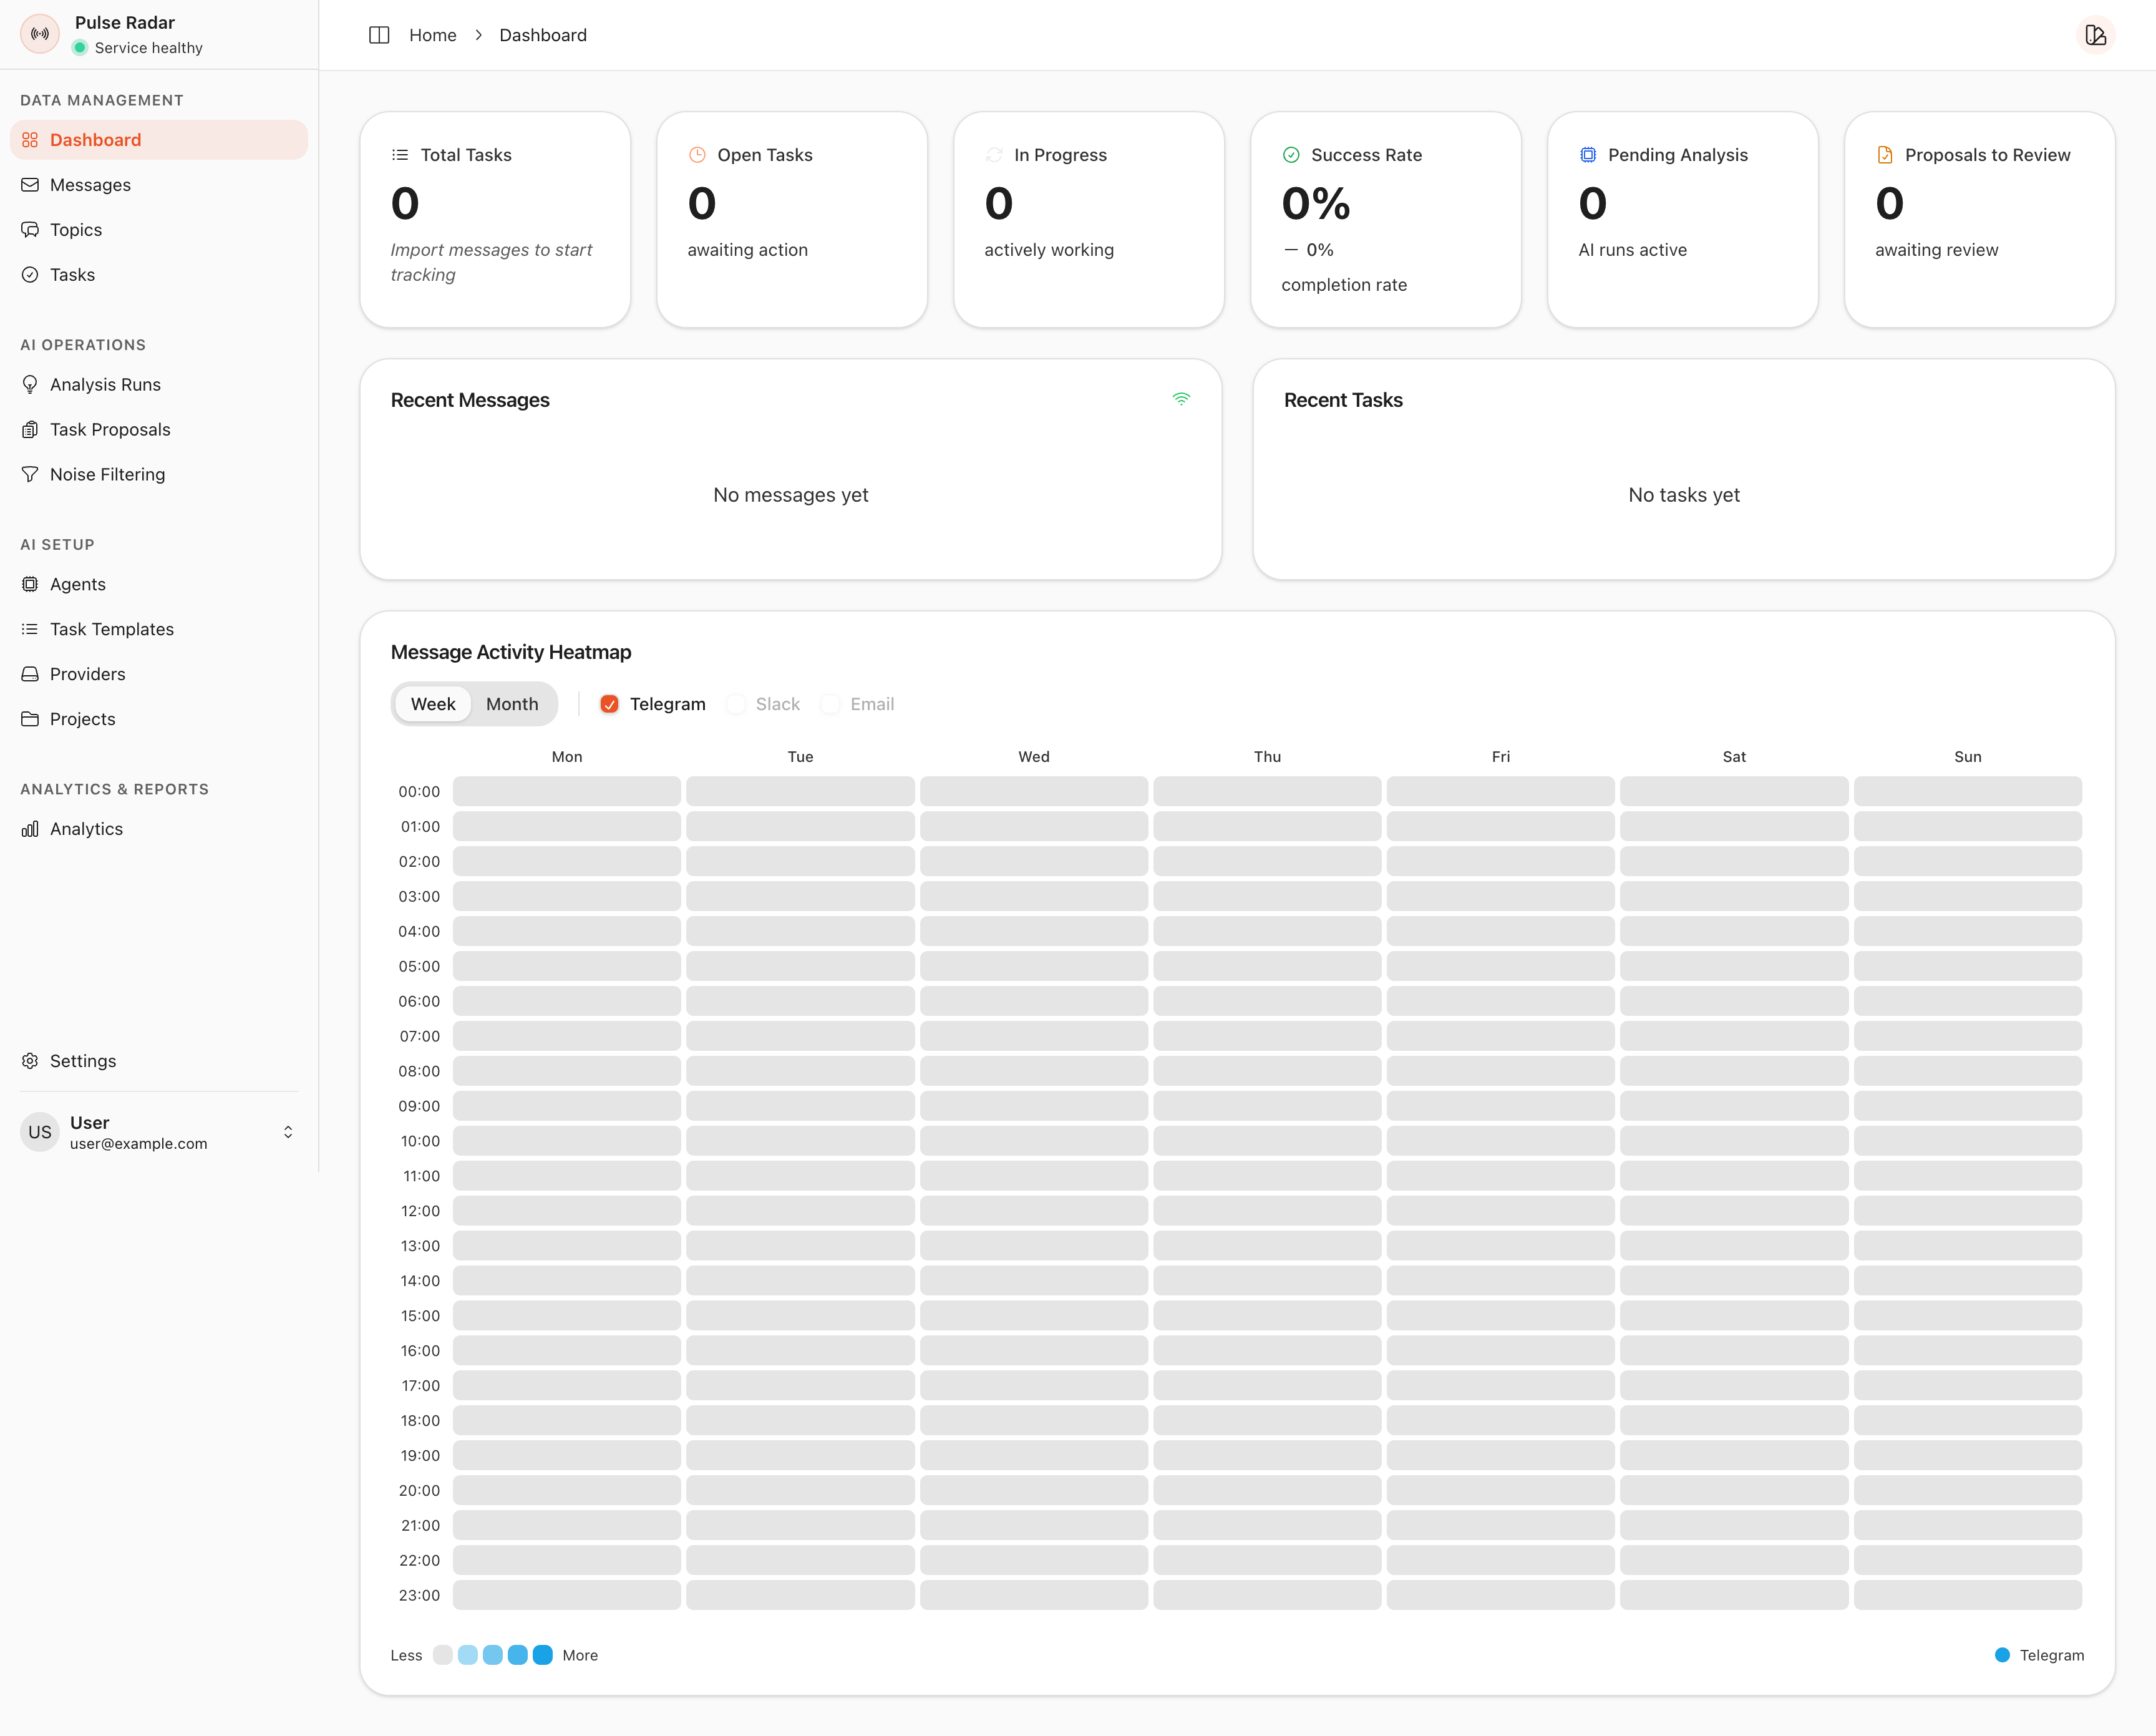 Pulse Radar
Service healthy
DATA MANAGEMENT
Dashboard
Messages
Topics
Tasks
AI OPERATIONS
Analysis Runs
Task Proposals
Noise Filtering
AI SETUP
Agents
Task Templates
Providers
Projects
ANALYTICS & REPORTS
Analytics
Settings
US
User
user@example.com
Home > Dashboard
Total Tasks
0
Import messages to start
tracking
Open Tasks
0
awaiting action
In Progress
0
actively working
Success Rate
0%
— 0%
completion rate
Pending Analysis
0
AI runs active
Proposals to Review
0
awaiting review
Recent Messages
No messages yet
Recent Tasks
No tasks yet
Message Activity Heatmap
Week Month Telegram Slack Email
Mon Tue Wed Thu Fri Sat Sun
00:00
01:00
02:00
03:00
04:00
05:00
06:00
07:00
08:00
09:00
10:00
11:00
12:00
13:00
14:00
15:00
16:00
17:00
18:00
19:00
20:00
21:00
22:00
23:00
Less More
Telegram